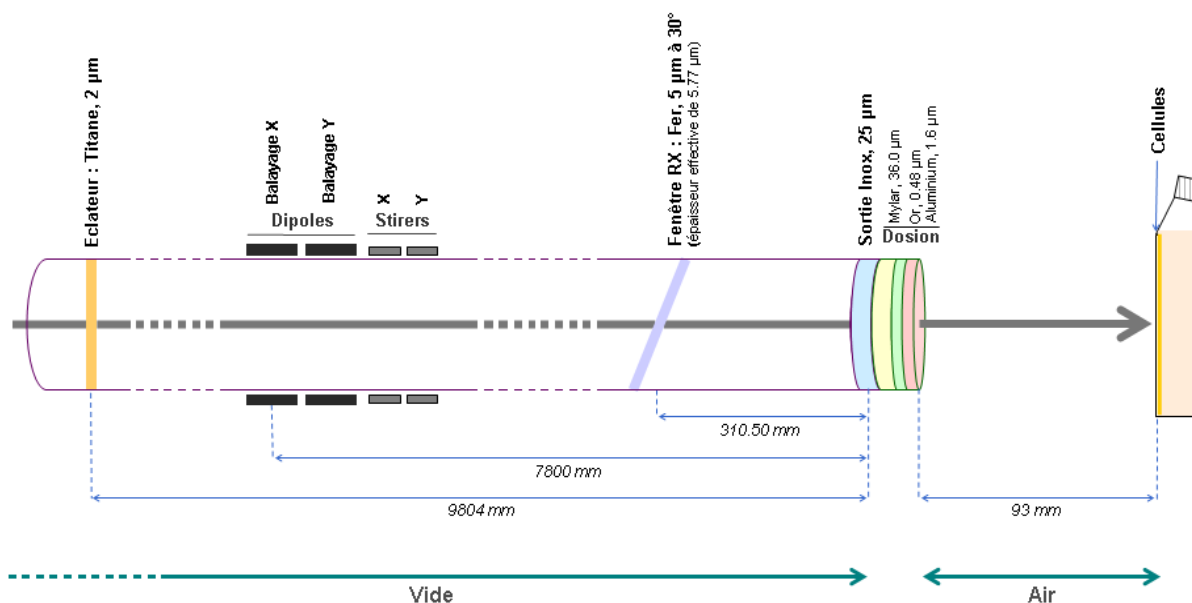 Eclateur : Titane, 2 µm
Balayage X
Balayage Y
Dipoles
X
Y
Stirers
Fenêtre RX : Fer, 5 µm à 30°
(épaisseur effective de 5.77 µm)
Sortie Inox, 25 µm
Mylar, 36.0 µm
Or, 0.48 µm
Aluminium, 1.6 µm
Dosion
Cellules
310.50 mm
7800 mm
9804 mm
93 mm
Vide
Air